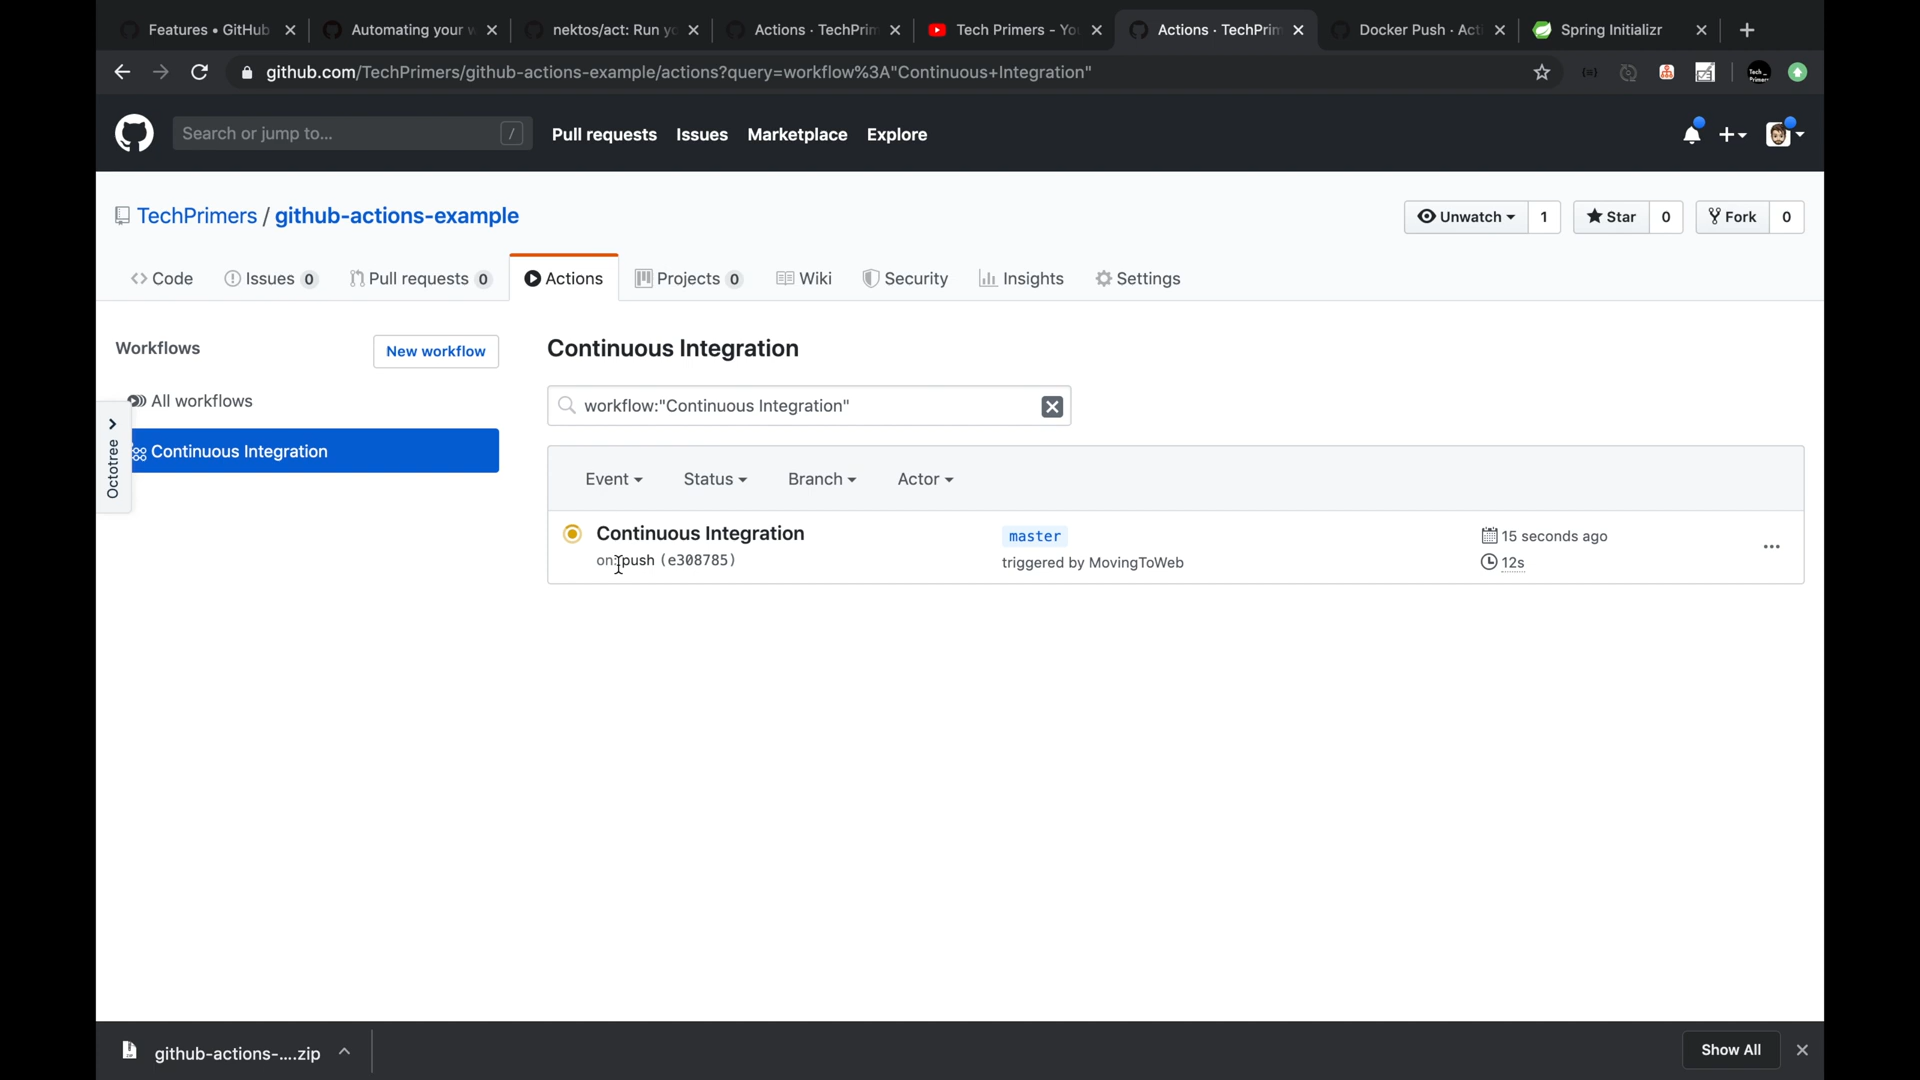 Features • GitHub
Automating your w
nektos/act: Run yo
Actions · TechPrim
Tech Primers - Yo
Actions · TechPrim
Docker Push · Acti
Spring Initializr
github.com/TechPrimers/github-actions-example/actions?query=workflow%3A"Continuous+Integration"
Search or jump to...
/
Pull requests
Issues
Marketplace
Explore
TechPrimers / github-actions-example
Unwatch
1
Star
0
Fork
0
Code
Issues 0
Pull requests 0
Actions
Projects 0
Wiki
Security
Insights
Settings
Workflows
New workflow
All workflows
Continuous Integration
Octotree
Continuous Integration
workflow:"Continuous Integration"
Event
Status
Branch
Actor
Continuous Integration
on: push (e308785)
master
triggered by MovingToWeb
15 seconds ago
12s
github-actions-....zip
Show All